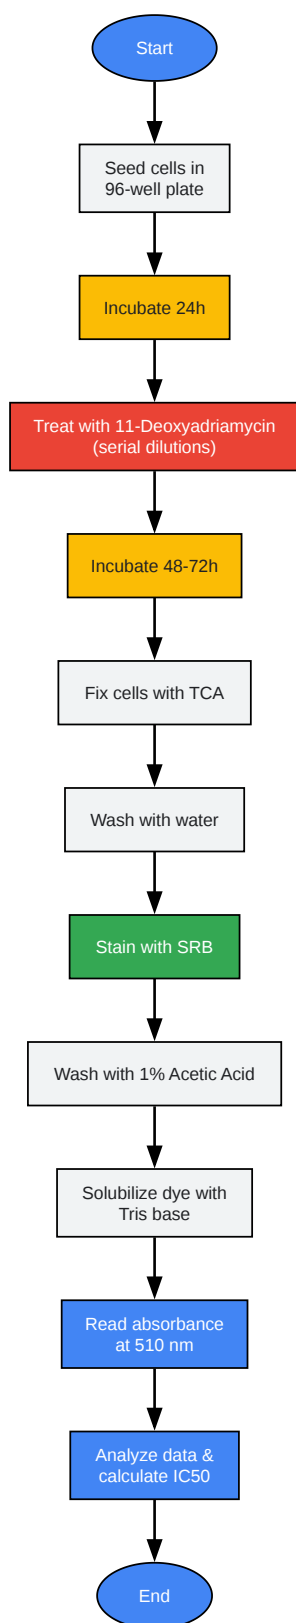 Start
Seed cells in
96-well plate
Incubate 24h
Treat with 11-Deoxyadriamycin
(serial dilutions)
Incubate 48-72h
Fix cells with TCA
Wash with water
Stain with SRB
Wash with 1% Acetic Acid
Solubilize dye with
Tris base
Read absorbance
at 510 nm
Analyze data &
calculate IC50
End